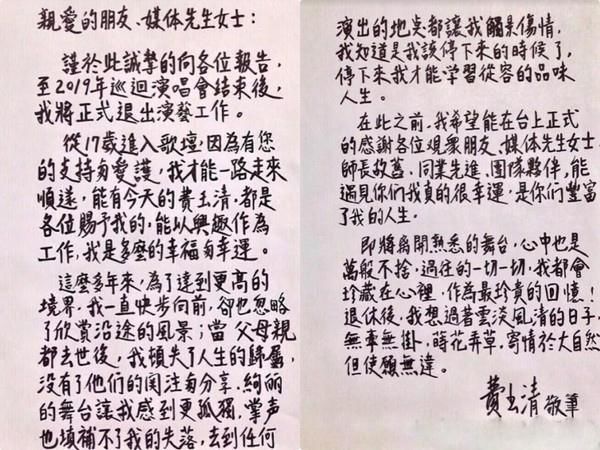 親愛的朋友、媒体先生女士：
謹於此誠摯的向各位報告，
至2019年巡迴演唱會結束後，
我將正式退出演藝工作。
從17歲進入歌壇，因為有您
的支持与愛護，我才能一路走來
順遂，能有今天的費玉清，都是
各位賜予我的，能以興趣作為
工作，我是多麼的幸福与幸運。
這麼多年來，為了達到更高的
境界，我一直快步向前，卻也忽略
了欣賞沿途的風景；當父母親
都去世後，我頓失了人生的歸屬，
沒有了他們的関注与分享，絢麗
的舞台讓我感到更孤獨，掌声
也填補不了我的失落，去到任何
演出的地点都讓我觸景傷情，
我知道是我該停下來的時候了，
停下來我才能學習從容的品味
人生。
在此之前，我希望能在台上正式
的感謝各位觀衆朋友、媒体先生女士、
師長故舊、同業先進、團隊夥伴，能
遇見你们我真的很幸運，是你们豐富
了我的人生。
即將離開熟悉的舞台，心中也是
萬般不捨，過往的一切一切，我都會
珍藏在心裡，作為最珍貴的回憶！
退休後，我想過著雲淡風清的日子，
無牽無掛，蒔花弄草，寄情於大自然
但使願無違。
費玉清 敬筆